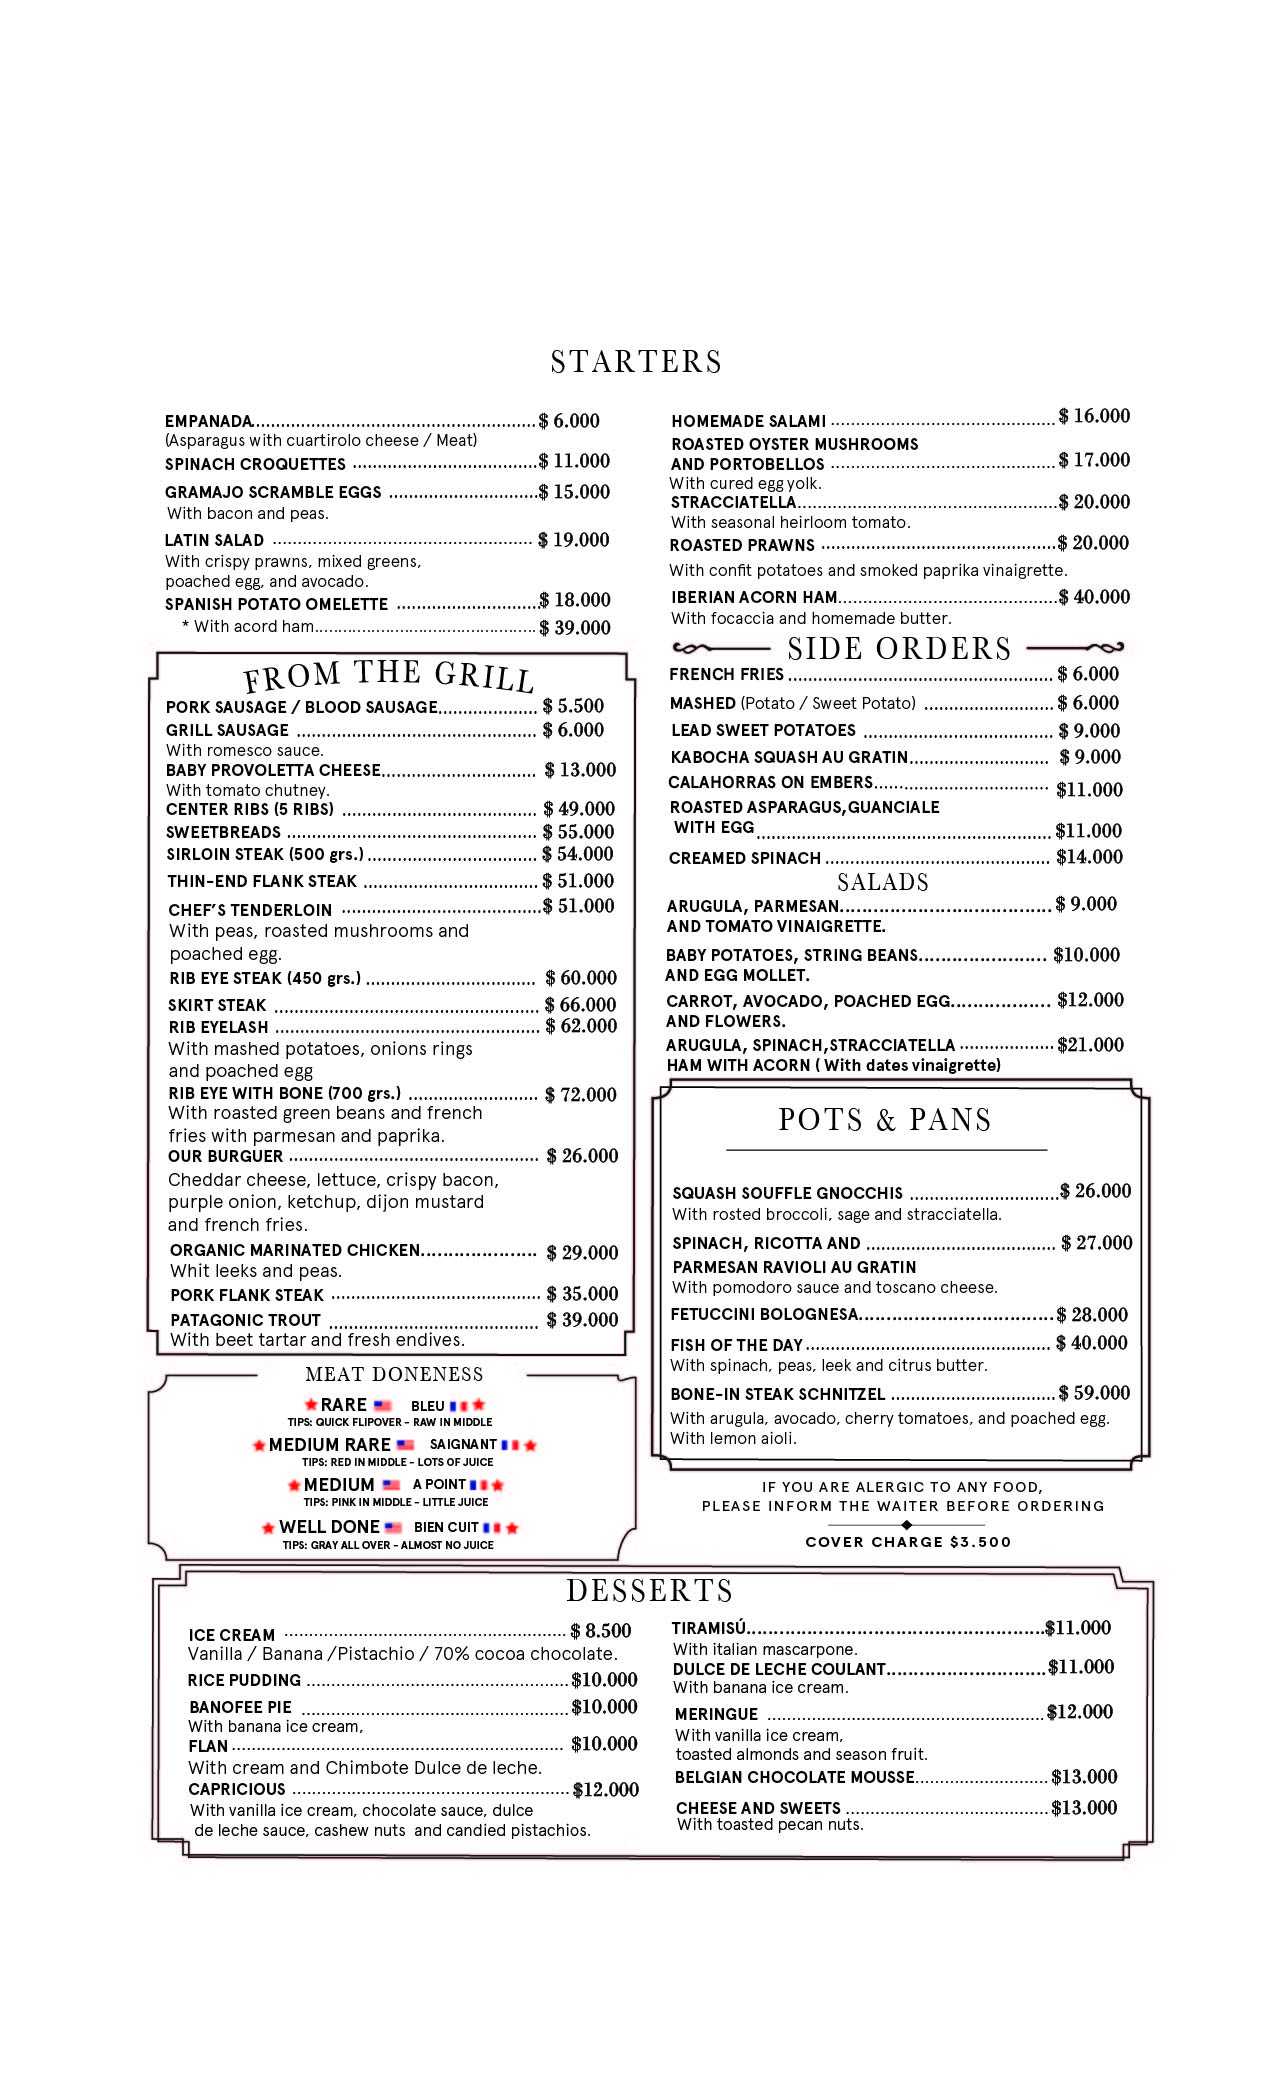 STARTERS
EMPANADA..................................................$ 6.000
(Asparagus with cuartirolo cheese / Meat)
SPINACH CROQUETTES ................................$ 11.000
GRAMAJO SCRAMBLE EGGS ..........................$ 15.000
With bacon and peas.
LATIN SALAD ............................................. $ 19.000
With crispy prawns, mixed greens,
poached egg, and avocado.
SPANISH POTATO OMELETTE .........................$ 18.000
* With acord ham.......................................$ 39.000
HOMEMADE SALAMI .......................................$ 16.000
ROASTED OYSTER MUSHROOMS
AND PORTOBELLOS .......................................$ 17.000
With cured egg yolk.
STRACCIATELLA.............................................$ 20.000
With seasonal heirloom tomato.
ROASTED PRAWNS .........................................$ 20.000
With confit potatoes and smoked paprika vinaigrette.
IBERIAN ACORN HAM......................................$ 40.000
With focaccia and homemade butter.
FROM THE GRILL
PORK SAUSAGE / BLOOD SAUSAGE................. $ 5.500
GRILL SAUSAGE .......................................... $ 6.000
With romesco sauce.
BABY PROVOLETTA CHEESE........................... $ 13.000
With tomato chutney.
CENTER RIBS (5 RIBS) .................................. $ 49.000
SWEETBREADS ............................................ $ 55.000
SIRLOIN STEAK (500 grs.) .............................. $ 54.000
THIN-END FLANK STEAK ............................... $ 51.000
CHEF’S TENDERLOIN ...................................$ 51.000
With peas, roasted mushrooms and
poached egg.
RIB EYE STEAK (450 grs.) .............................. $ 60.000
SKIRT STEAK .............................................. $ 66.000
RIB EYELASH .............................................. $ 62.000
With mashed potatoes, onions rings
and poached egg
RIB EYE WITH BONE (700 grs.) ....................... $ 72.000
With roasted green beans and french
fries with parmesan and paprika.
OUR BURGUER ............................................ $ 26.000
Cheddar cheese, lettuce, crispy bacon,
purple onion, ketchup, dijon mustard
and french fries.
ORGANIC MARINATED CHICKEN..................... $ 29.000
Whit leeks and peas.
PORK FLANK STEAK ..................................... $ 35.000
PATAGONIC TROUT ..................................... $ 39.000
With beet tartar and fresh endives.
SIDE ORDERS
FRENCH FRIES .............................................. $ 6.000
MASHED (Potato / Sweet Potato) ....................... $ 6.000
LEAD SWEET POTATOES ................................. $ 9.000
KABOCHA SQUASH AU GRATIN........................ $ 9.000
CALAHORRAS ON EMBERS.............................. $11.000
ROASTED ASPARAGUS,GUANCIALE
WITH EGG ................................................... $11.000
CREAMED SPINACH ....................................... $14.000
SALADS
ARUGULA, PARMESAN..................................... $ 9.000
AND TOMATO VINAIGRETTE.
BABY POTATOES, STRING BEANS...................... $10.000
AND EGG MOLLET.
CARROT, AVOCADO, POACHED EGG.................. $12.000
AND FLOWERS.
ARUGULA, SPINACH,STRACCIATELLA .................$21.000
HAM WITH ACORN ( With dates vinaigrette)
POTS & PANS
SQUASH SOUFFLE GNOCCHIS ..........................$ 26.000
With rosted broccoli, sage and stracciatella.
SPINACH, RICOTTA AND ................................. $ 27.000
PARMESAN RAVIOLI AU GRATIN
With pomodoro sauce and toscano cheese.
FETUCCINI BOLOGNESA..................................$ 28.000
FISH OF THE DAY ........................................... $ 40.000
With spinach, peas, leek and citrus butter.
BONE-IN STEAK SCHNITZEL .............................$ 59.000
With arugula, avocado, cherry tomatoes, and poached egg.
With lemon aioli.
MEAT DONENESS
RARE BLEU
TIPS: QUICK FLIPOVER - RAW IN MIDDLE
MEDIUM RARE SAIGNANT
TIPS: RED IN MIDDLE - LOTS OF JUICE
MEDIUM A POINT
TIPS: PINK IN MIDDLE - LITTLE JUICE
WELL DONE BIEN CUIT
TIPS: GRAY ALL OVER - ALMOST NO JUICE
IF YOU ARE ALERGIC TO ANY FOOD,
PLEASE INFORM THE WAITER BEFORE ORDERING
COVER CHARGE $3.500
DESSERTS
ICE CREAM ................................................. $ 8.500
Vanilla / Banana /Pistachio / 70% cocoa chocolate.
RICE PUDDING ..............................................$10.000
BANOFEE PIE ...............................................$10.000
With banana ice cream,
FLAN ........................................................... $10.000
With cream and Chimbote Dulce de leche.
CAPRICIOUS .................................................$12.000
With vanilla ice cream, chocolate sauce, dulce
de leche sauce, cashew nuts and candied pistachios.
TIRAMISÚ....................................................$11.000
With italian mascarpone.
DULCE DE LECHE COULANT............................$11.000
With banana ice cream.
MERINGUE .................................................$12.000
With vanilla ice cream,
toasted almonds and season fruit.
BELGIAN CHOCOLATE MOUSSE....................... $13.000
CHEESE AND SWEETS ................................... $13.000
With toasted pecan nuts.